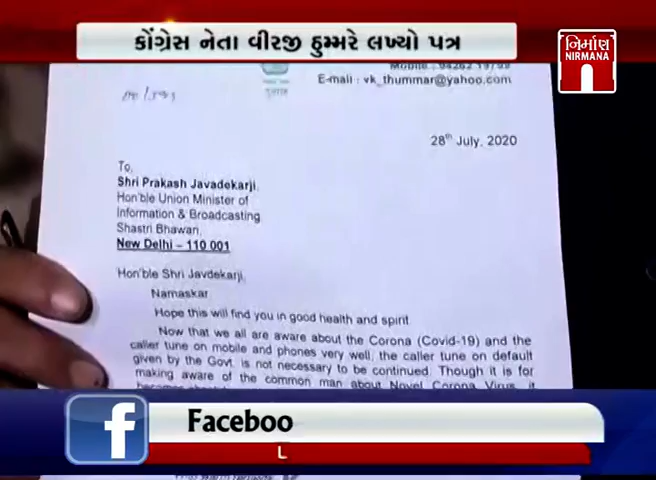 કોંગ્રેસ નેતા વીરજી ઠુમ્મરે લખ્યો પત્ર
નિર્માણ
NIRMANA
E-mail : vk_thummar@yahoo.com
28th July, 2020
To,
Shri Prakash Javadekarji,
Hon'ble Union Minister of
Information & Broadcasting
Shastri Bhawan,
New Delhi – 110 001
Hon'ble Shri Javdekarji,
Namaskar
Hope this will find you in good health and spirit.
Now that we all are aware about the Corona (Covid-19) and the
caller tune on mobile and phones very well, the caller tune on default
given by the Govt. is not necessary to be continued. Though it is for
making aware of the common man about Novel Corona Virus, it
f Faceboo
L